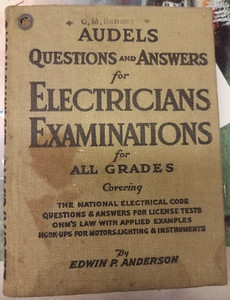 G. M. Ramsey
AUDELS
QUESTIONS AND ANSWERS
for
ELECTRICIANS
EXAMINATIONS
for
ALL GRADES
Covering
THE NATIONAL ELECTRICAL CODE
QUESTIONS & ANSWERS FOR LICENSE TESTS
OHM'S LAW WITH APPLIED EXAMPLES
HOOK-UPS FOR MOTORS, LIGHTING & INSTRUMENTS
By
EDWIN P. ANDERSON